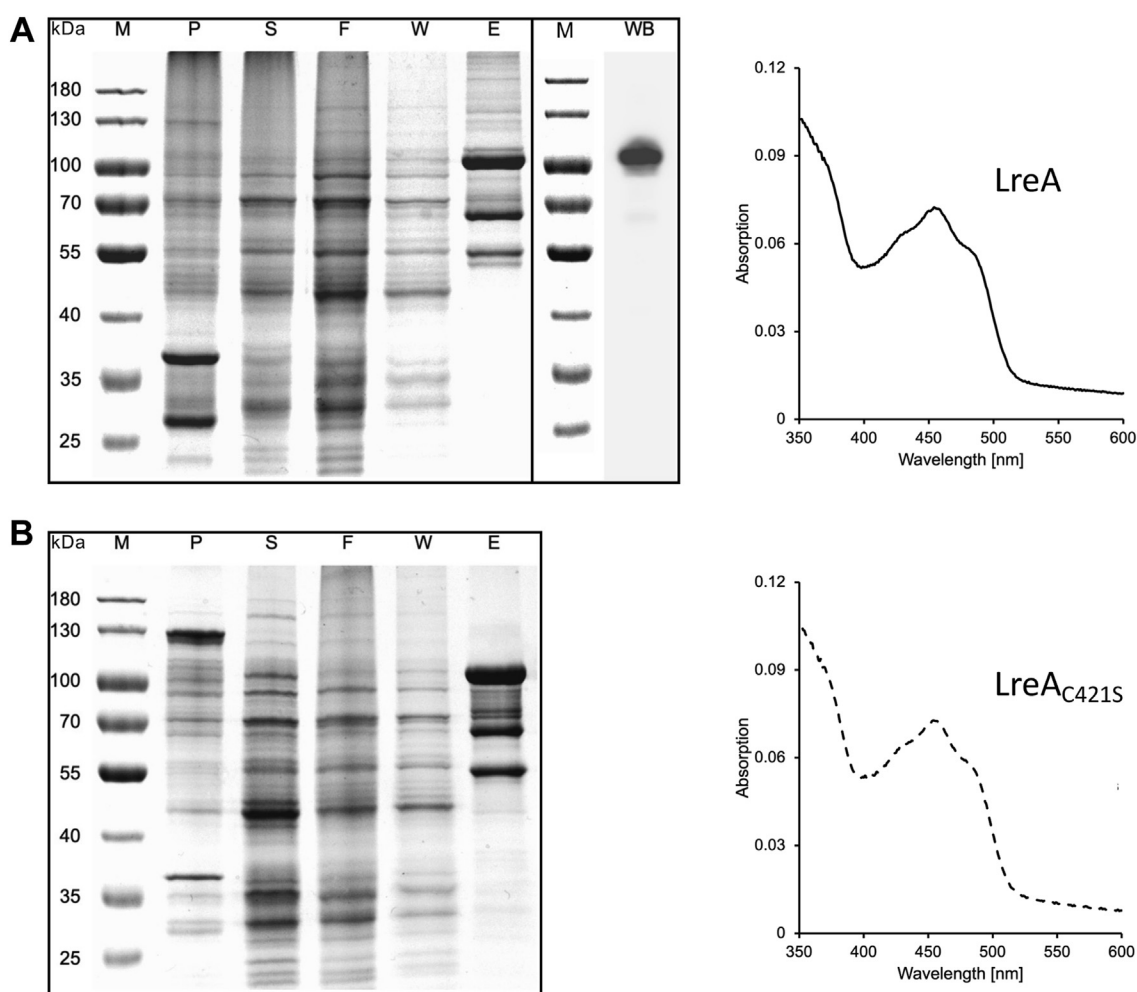 A
kDa M P S F W E M WB
180
130
100
70
55
40
35
25
0.12
0.09
0.06
0.03
0
Absorption
LreA
350 400 450 500 550 600
Wavelength [nm]
B
kDa M P S F W E
180
130
100
70
55
40
35
25
0.12
0.09
0.06
0.03
0
Absorption
LreAC421S
350 400 450 500 550 600
Wavelength [nm]